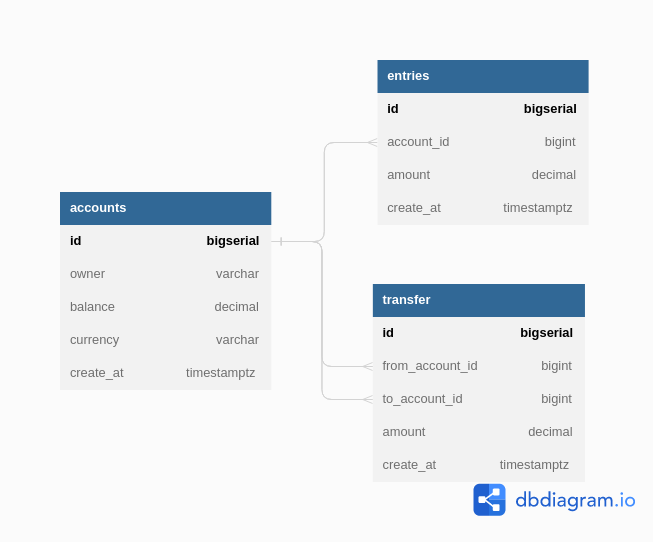 entries
id bigserial
account_id bigint
amount decimal
create_at timestamptz
accounts
id bigserial
owner varchar
balance decimal
currency varchar
create_at timestamptz
transfer
id bigserial
from_account_id bigint
to_account_id bigint
amount decimal
create_at timestamptz
dbdiagram.io